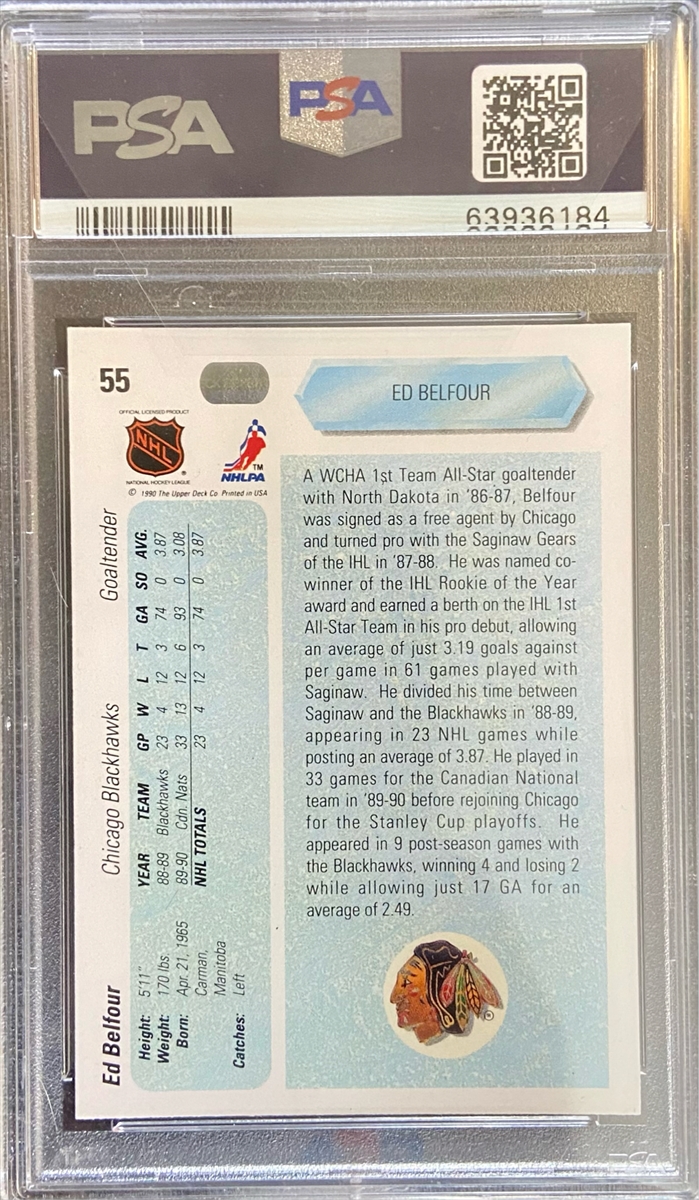 PSA
PSA
63936184
55
ED BELFOUR
OFFICIAL LICENSED PRODUCT
NHL
®
NATIONAL HOCKEY LEAGUE
TM
NHLPA
© 1990 The Upper Deck Co. Printed in USA
A WCHA 1st Team All-Star goaltender
with North Dakota in '86-87, Belfour
was signed as a free agent by Chicago
and turned pro with the Saginaw Gears
of the IHL in '87-88. He was named co-
winner of the IHL Rookie of the Year
award and earned a berth on the IHL 1st
All-Star Team in his pro debut, allowing
an average of just 3.19 goals against
per game in 61 games played with
Saginaw. He divided his time between
Saginaw and the Blackhawks in '88-89,
appearing in 23 NHL games while
posting an average of 3.87. He played in
33 games for the Canadian National
team in '89-90 before rejoining Chicago
for the Stanley Cup playoffs. He
appeared in 9 post-season games with
the Blackhawks, winning 4 and losing 2
while allowing just 17 GA for an
average of 2.49.
®
Ed Belfour Chicago Blackhawks Goaltender
Height: 5'11"
Weight: 170 lbs.
Born: Apr. 21, 1965
Carman,
Manitoba
Catches: Left
YEAR TEAM GP W L T GA SO AVG.
88-89 Blackhawks 23 4 12 3 74 0 3.87
89-90 Cdn. Nats 33 13 12 6 93 0 3.08
NHL TOTALS 23 4 12 3 74 0 3.87